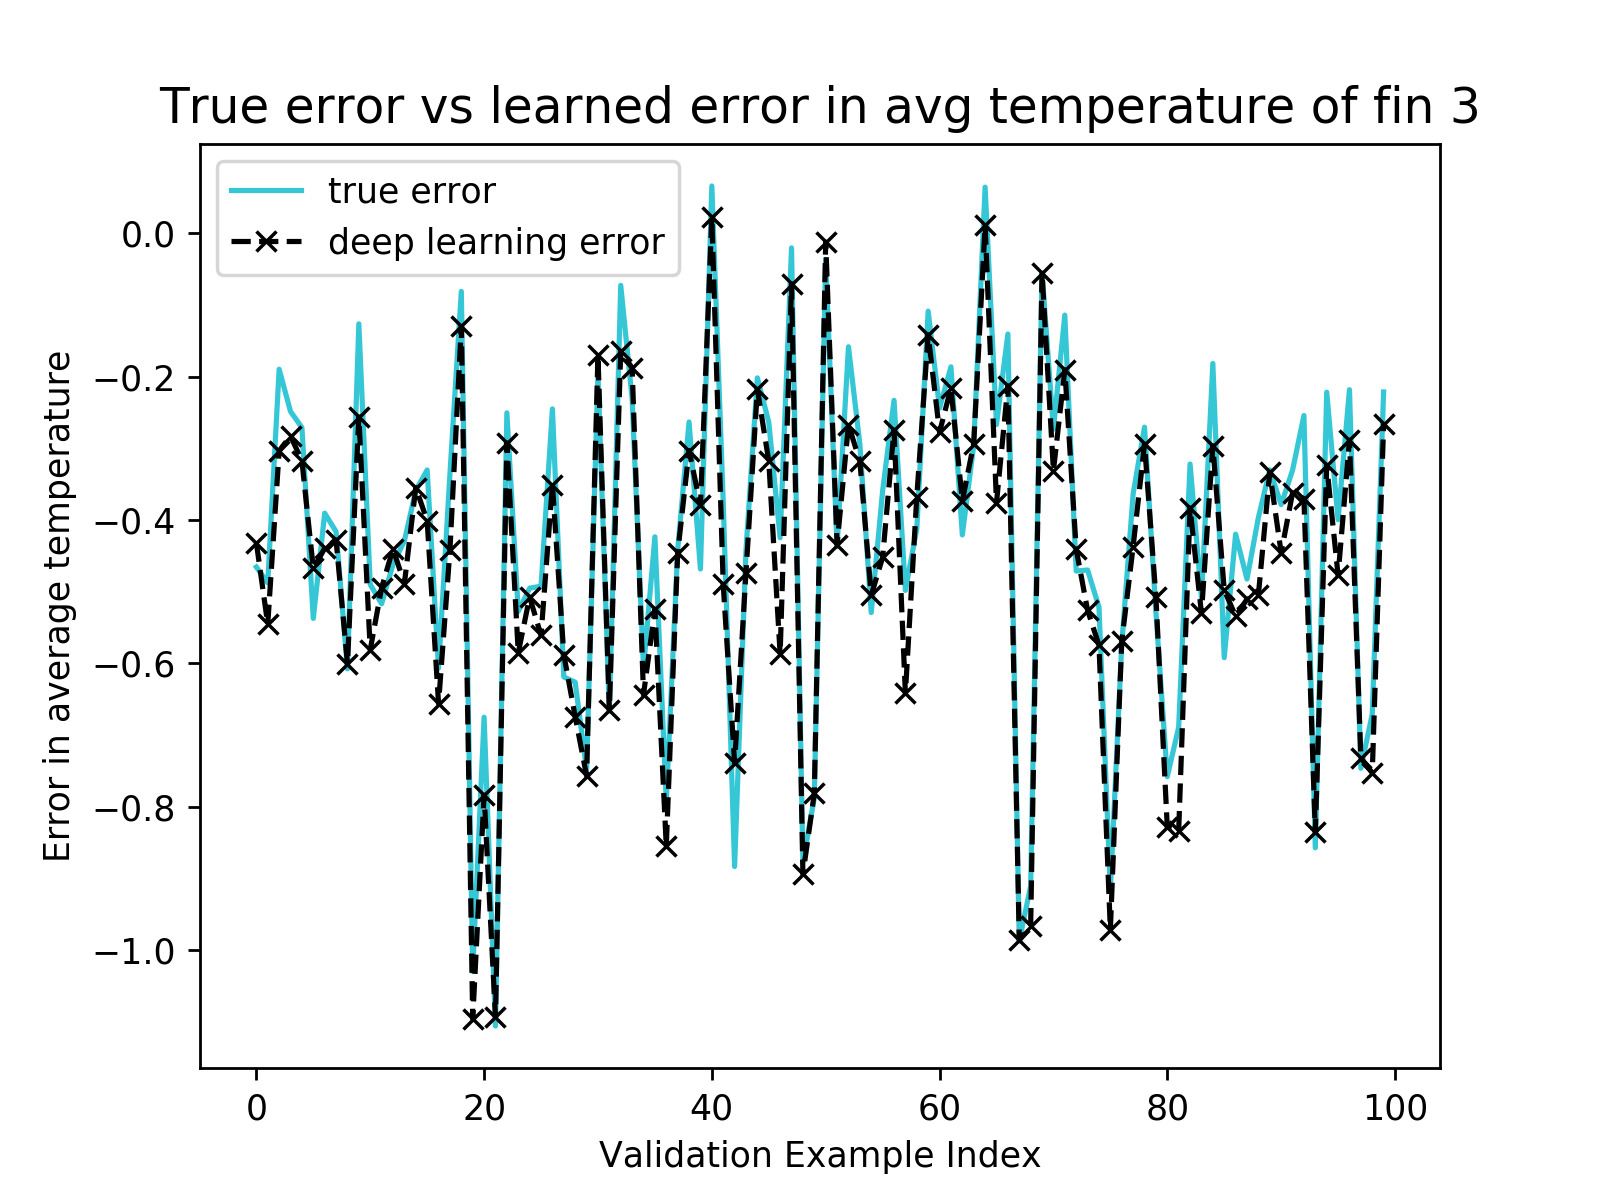 True error vs learned error in avg temperature of fin 3
true error
deep learning error
0.0
−0.2
−0.4
−0.6
−0.8
−1.0
Error in average temperature
0 20 40 60 80 100
Validation Example Index